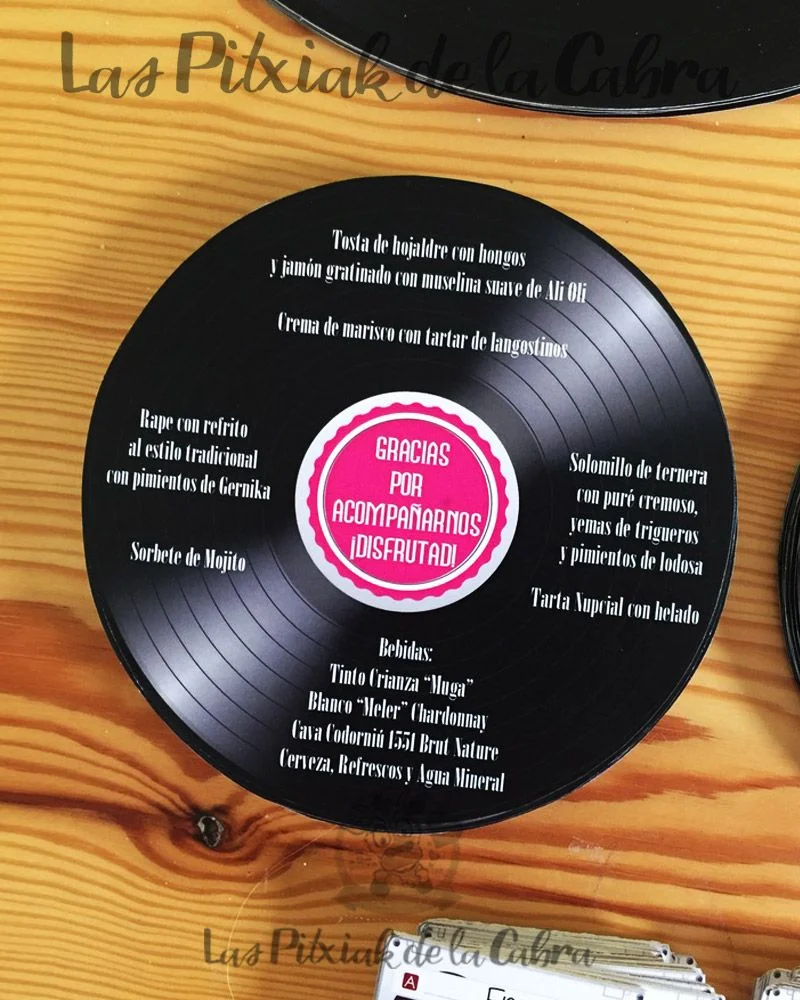 Las Pitxiak de la Cabra
Tosta de hojaldre con hongos
y jamón gratinado con muselina suave de Ali Oli
Crema de marisco con tartar de langostinos
Rape con refrito
al estilo tradicional
con pimientos de Gernika
Sorbete de Mojito
GRACIAS
POR
ACOMPAÑARNOS
¡DISFRUTAD!
Solomillo de ternera
con puré cremoso,
yemas de trigueros
y pimientos de lodosa
Tarta Nupcial con helado
Bebidas:
Tinto Crianza “Muga”
Blanco “Meler” Chardonnay
Cava Codorniú 1551 Brut Nature
Cerveza, Refrescos y Agua Mineral
Las Pitxiak de la Cabra
A